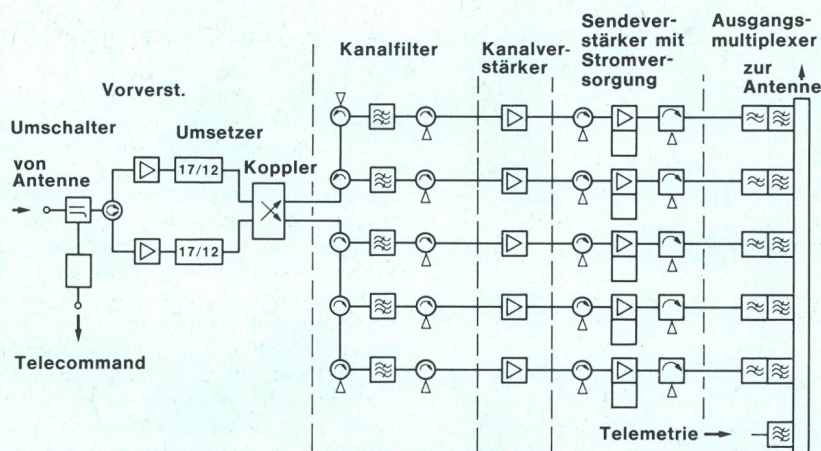 Vorverst.
Umschalter
Umsetzer
Koppler
von
Antenne
17/12
17/12
Telecommand
Kanalfilter
Kanalver-
stärker
Sendever-
stärker mit
Stromver-
sorgung
Ausgangs-
multiplexer
zur
Antenne
Telemetrie